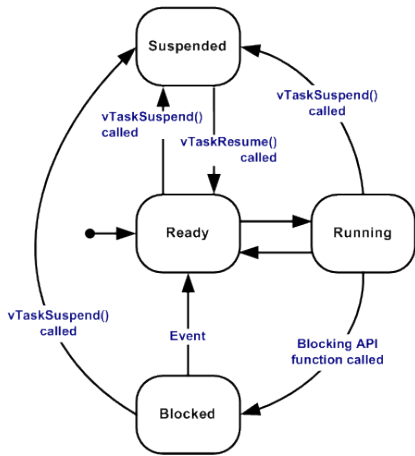 Suspended
vTaskSuspend()
called
vTaskSuspend()
called
vTaskResume()
called
Ready
Running
vTaskSuspend()
called
Event
Blocking API
function called
Blocked